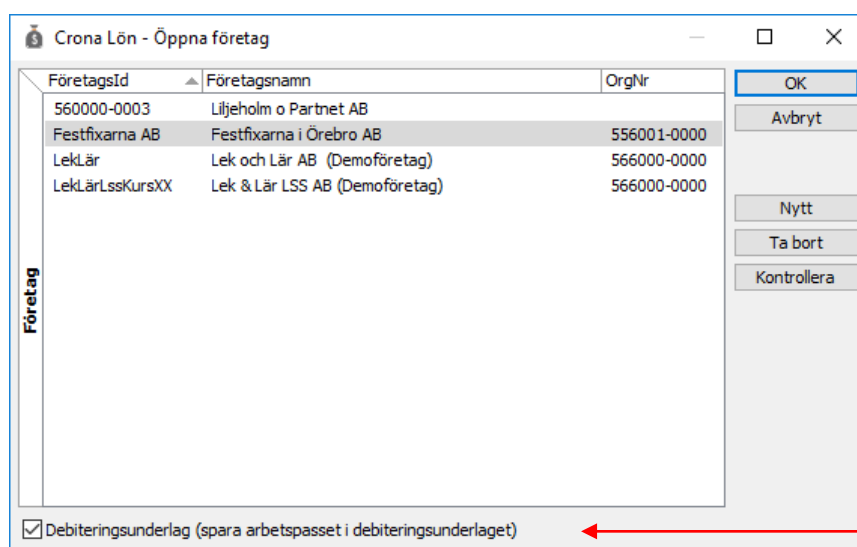 Crona Lön - Öppna företag
FöretagsId Företagsnamn OrgNr
560000-0003 Liljeholm o Partnet AB
Festfixarna AB Festfixarna i Örebro AB 556001-0000
LekLär Lek och Lär AB (Demoföretag) 566000-0000
LekLärLssKursXX Lek & Lär LSS AB (Demoföretag) 566000-0000
Företag
OK
Avbryt
Nytt
Ta bort
Kontrollera
Debiteringsunderlag (spara arbetspasset i debiteringsunderlaget)